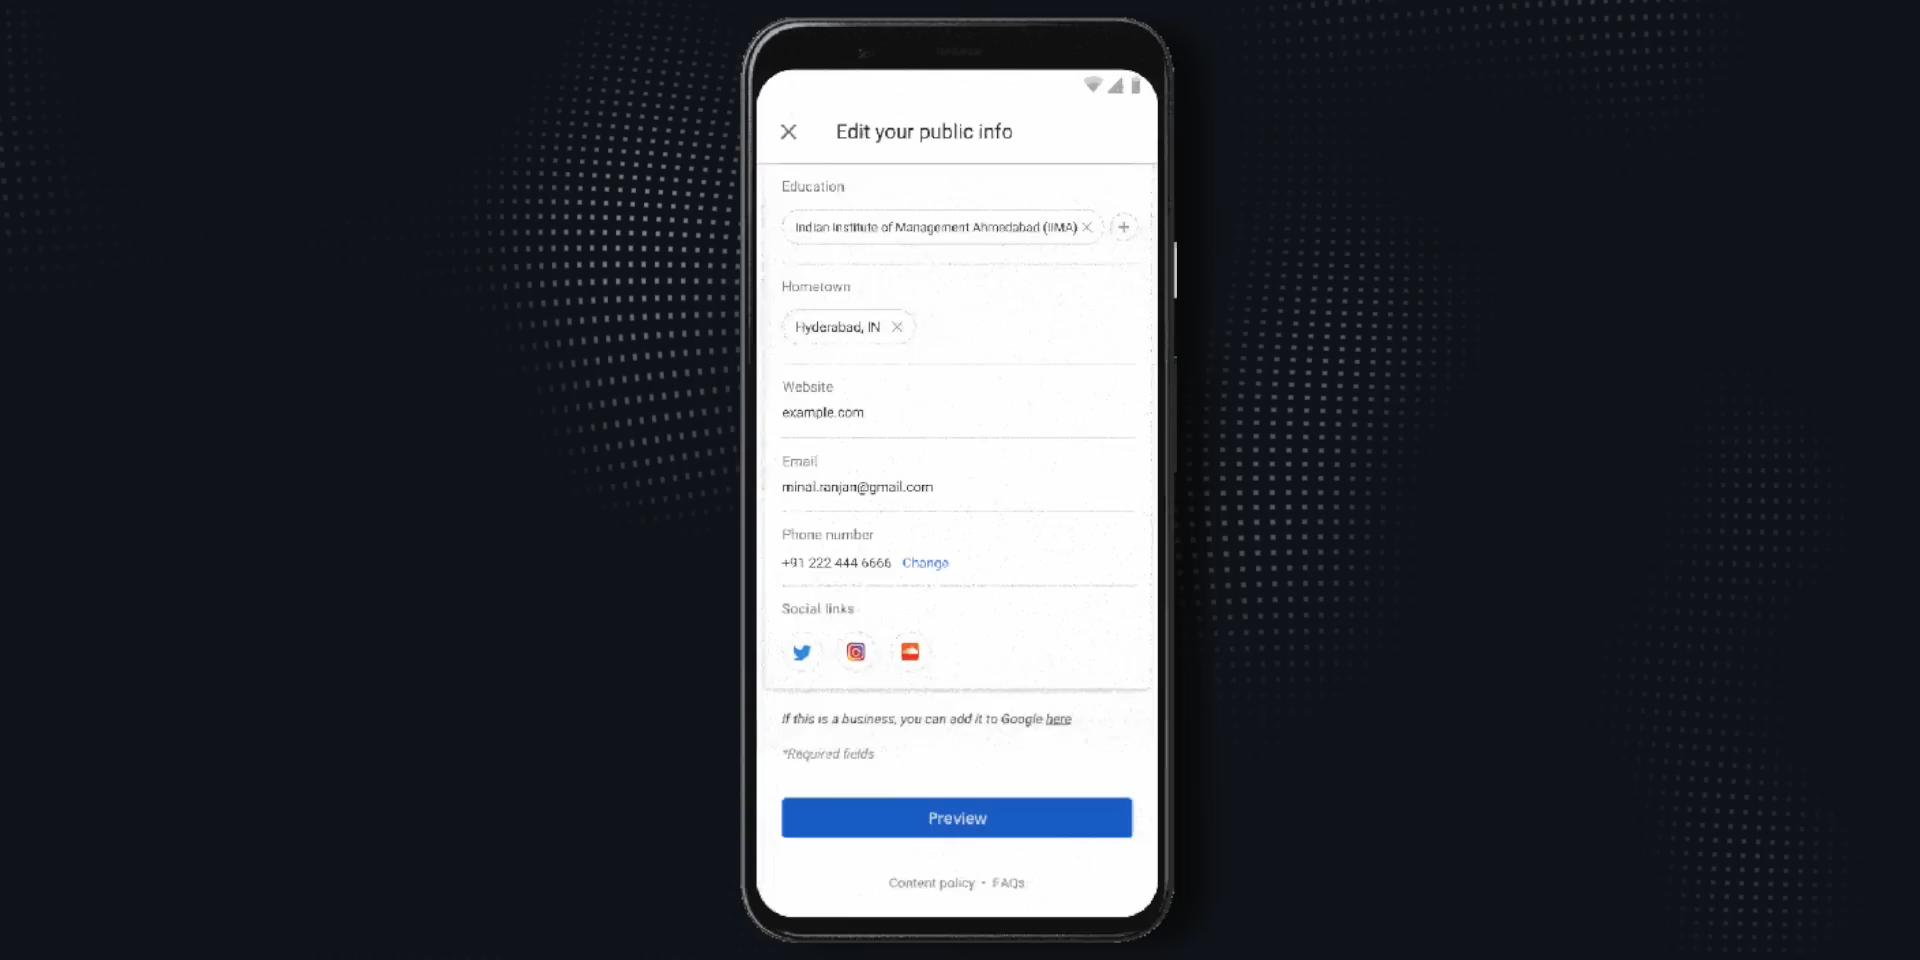 Edit your public info
Education
Indian Institute of Management Ahmedabad (IIMA)
Hometown
Hyderabad, IN
Website
example.com
Email
minal.ranjan@gmail.com
Phone number
+91 222 444 6666 Change
Social links
If this is a business, you can add it to Google here
*Required fields
Preview
Content policy • FAQs